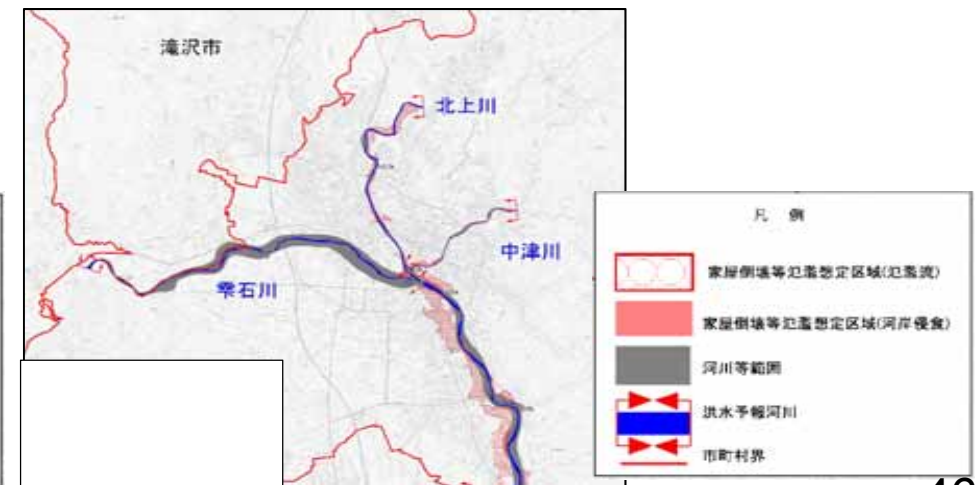 滝沢市
北上川
中津川
雫石川
凡 例
家屋倒壊等氾濫想定区域(氾濫流)
家屋倒壊等氾濫想定区域(河岸侵食)
河川等範囲
洪水予報河川
市町村界